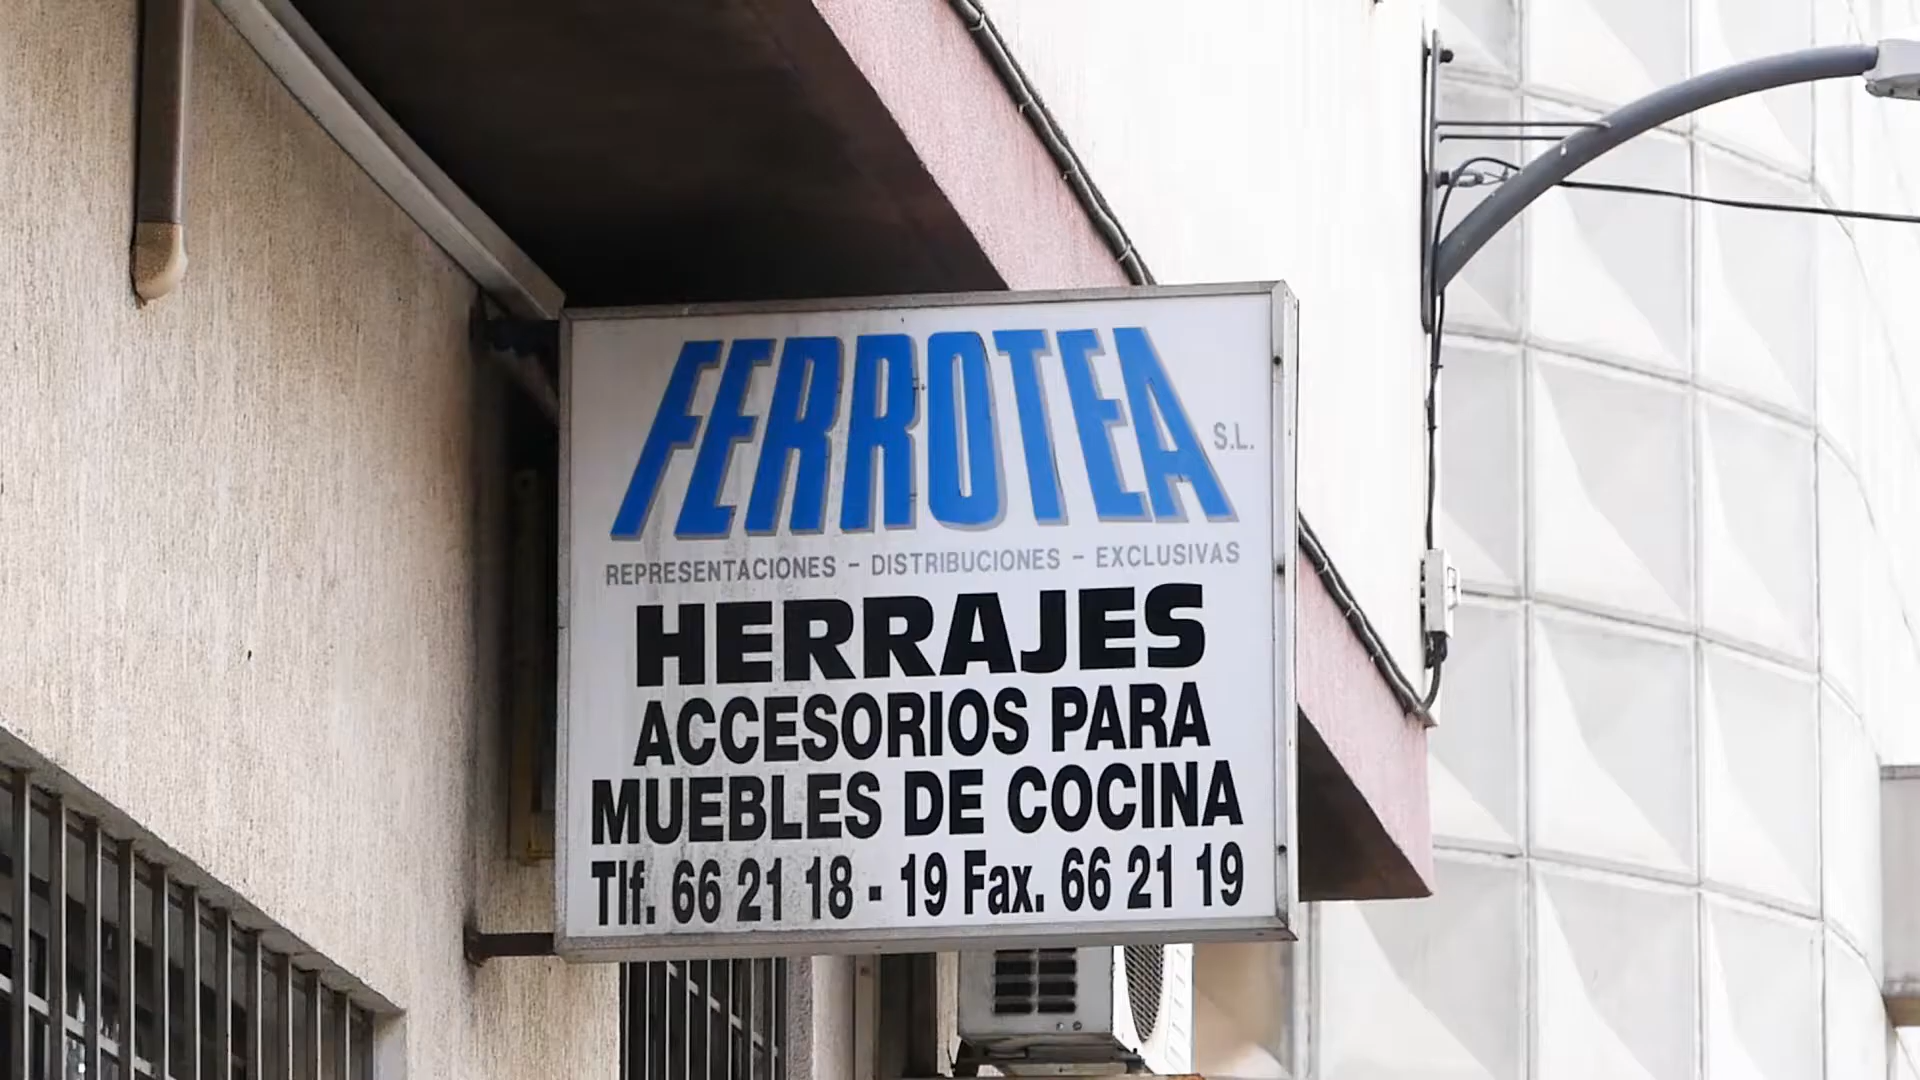 FERROTEA S.L.
REPRESENTACIONES - DISTRIBUCIONES - EXCLUSIVAS
HERRAJES
ACCESORIOS PARA
MUEBLES DE COCINA
Tlf. 66 21 18 - 19 Fax. 66 21 19